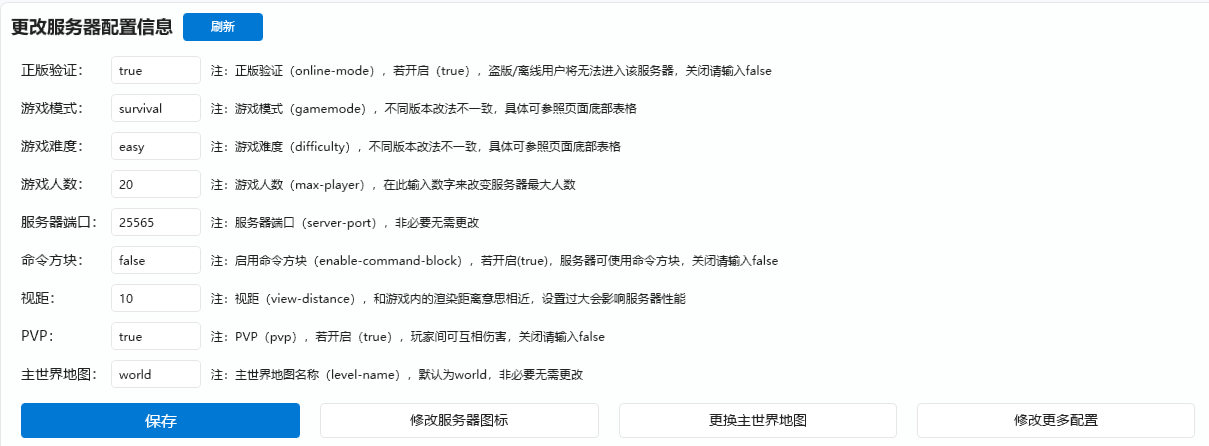 更改服务器配置信息 刷新
正版验证： true 注：正版验证（online-mode），若开启（true），盗版/离线用户将无法进入该服务器，关闭请输入false
游戏模式： survival 注：游戏模式（gamemode），不同版本改法不一致，具体可参照页面底部表格
游戏难度： easy 注：游戏难度（difficulty），不同版本改法不一致，具体可参照页面底部表格
游戏人数： 20 注：游戏人数（max-player），在此输入数字来改变服务器最大人数
服务器端口： 25565 注：服务器端口（server-port），非必要无需更改
命令方块： false 注：启用命令方块（enable-command-block），若开启(true)，服务器可使用命令方块，关闭请输入false
视距： 10 注：视距（view-distance），和游戏内的渲染距离意思相近，设置过大会影响服务器性能
PVP： true 注：PVP（pvp），若开启（true），玩家间可互相伤害，关闭请输入false
主世界地图： world 注：主世界地图名称（level-name），默认为world，非必要无需更改
保存 修改服务器图标 更换主世界地图 修改更多配置